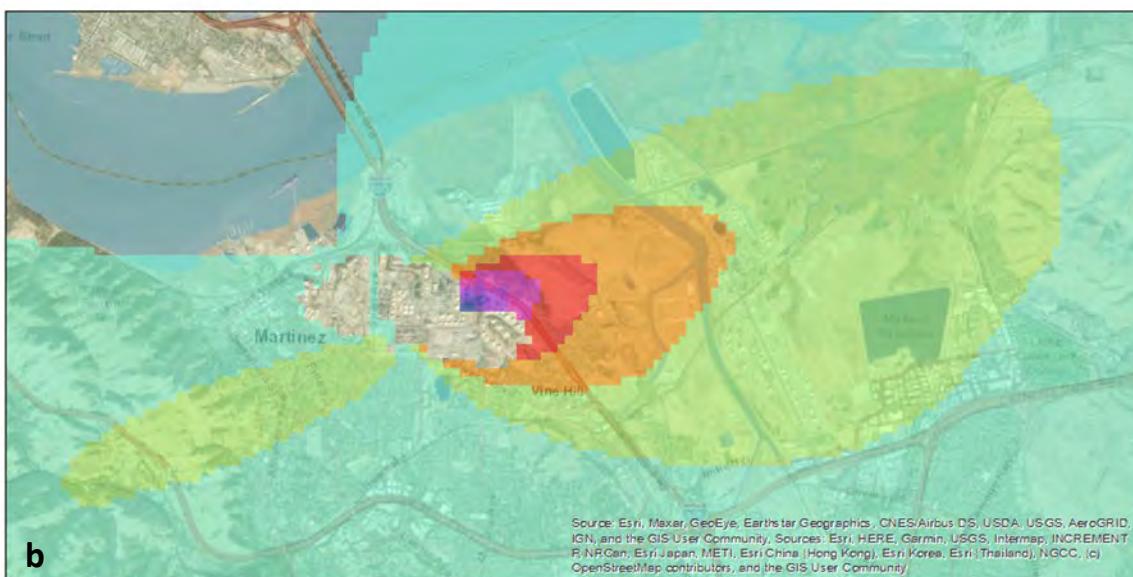 Martinez
Vine Hill
Source: Esri, Maxar, GeoEye, Earthstar Geographics, CNES/Airbus DS, USDA, USGS, AeroGRID,
IGN, and the GIS User Community, Sources: Esri, HERE, Garmin, USGS, Intermap, INCREMENT
P, NRCan, Esri Japan, METI, Esri China (Hong Kong), Esri Korea, Esri (Thailand), NGCC, (c)
OpenStreetMap contributors, and the GIS User Community
b